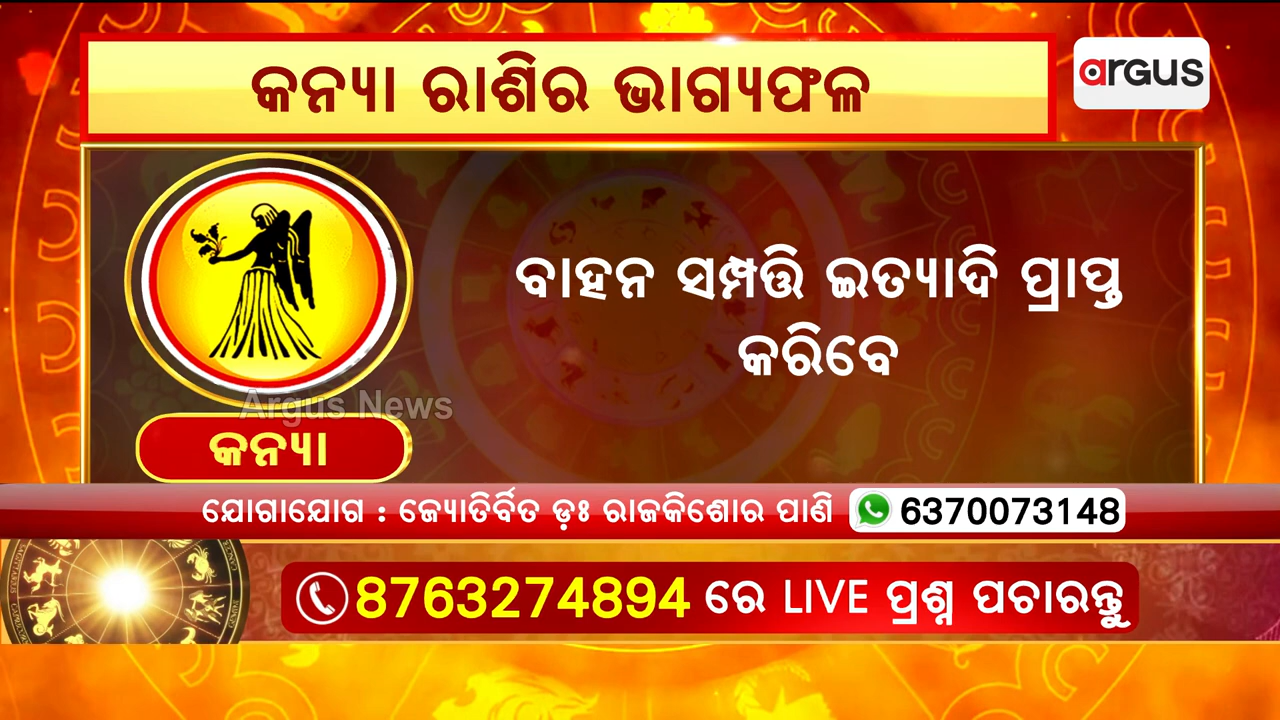 କନ୍ୟା ରାଶିର ଭାଗ୍ୟଫଳ
argus
ବାହନ ସମ୍ପତ୍ତି ଇତ୍ୟାଦି ପ୍ରାପ୍ତ
କରିବେ
Argus News
କନ୍ୟା
ଯୋଗାଯୋଗ : ଜ୍ୟୋତିର୍ବିତ ଡ଼ଃ ରାଜକିଶୋର ପାଣି 6370073148
8763274894 ରେ LIVE ପ୍ରଶ୍ନ ପଚାରନ୍ତୁ